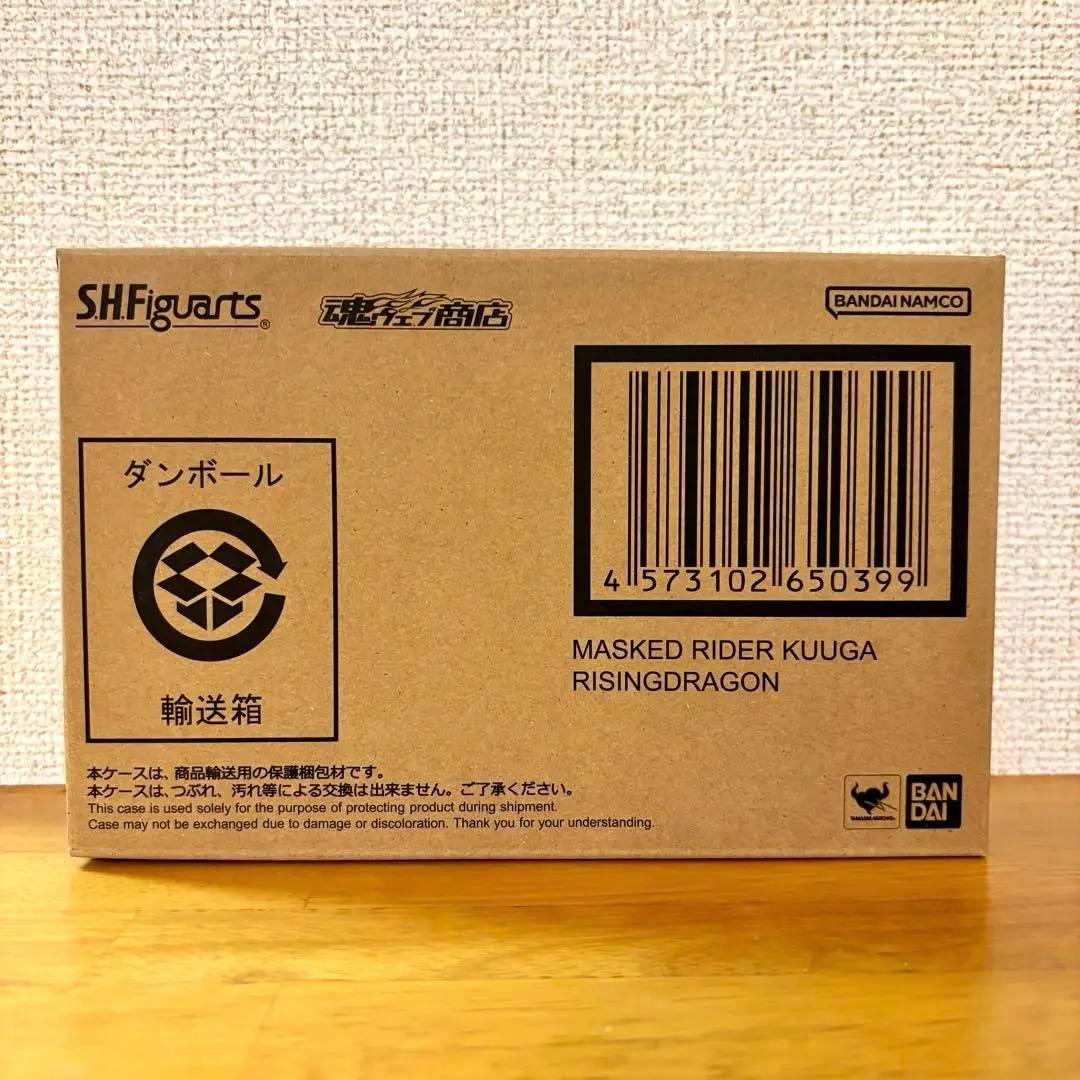 S.H.Figuarts®
魂ウェブ商店
BANDAI NAMCO
ダンボール
輸送箱
4 573102 650399
MASKED RIDER KUUGA
RISINGDRAGON
本ケースは、商品輸送用の保護梱包材です。
本ケースは、つぶれ、汚れ等による交換は出来ません。ご了承ください。
This case is used solely for the purpose of protecting product during shipment.
Case may not be exchanged due to damage or discoloration. Thank you for your understanding.
TAMASHII NATIONS
BAN
DAI